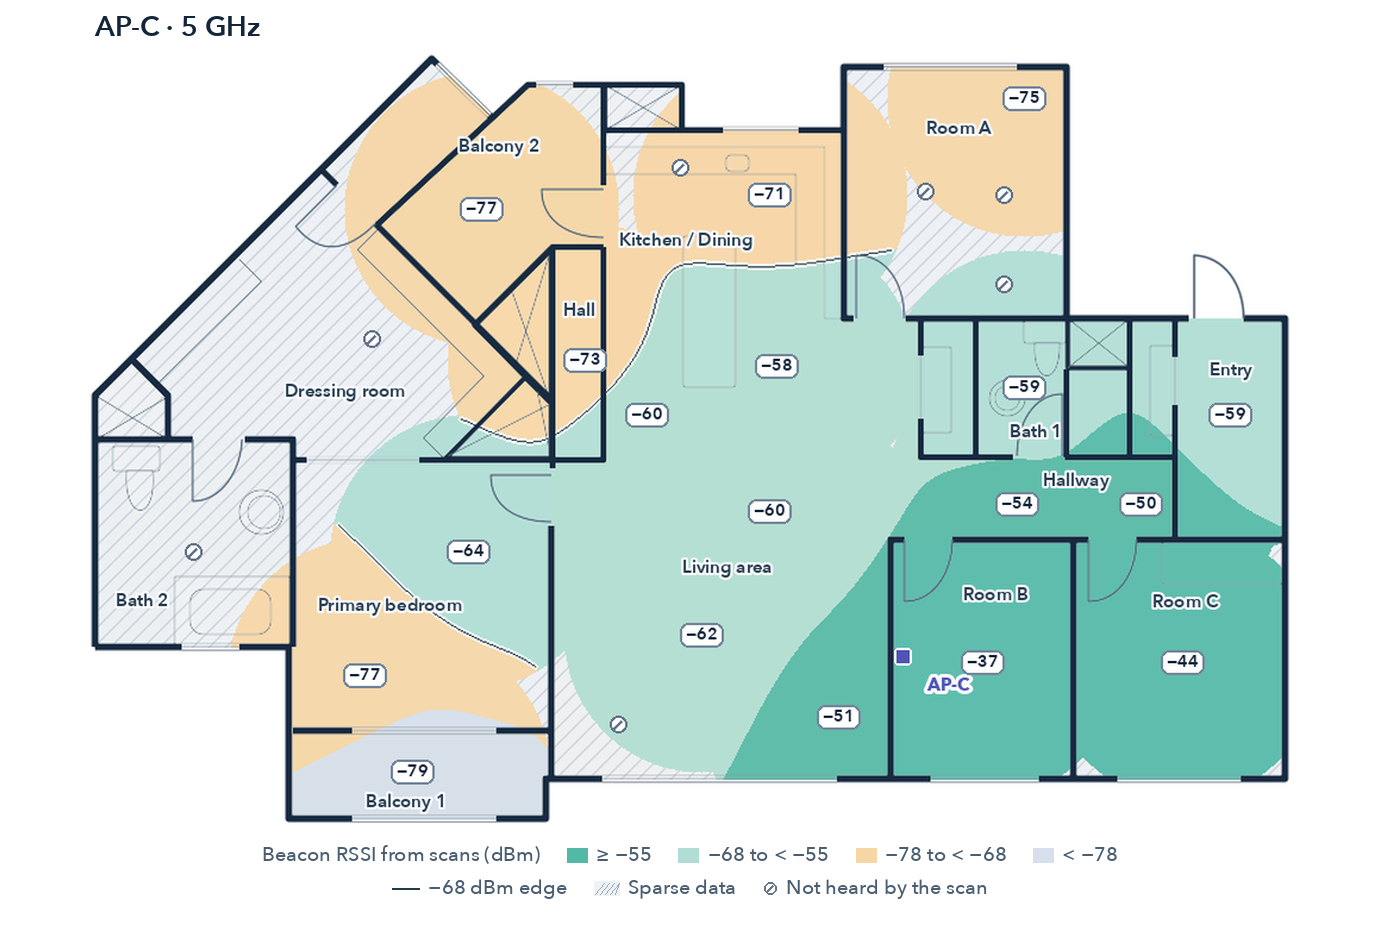 AP-C · 5 GHz
−75
Room A
Balcony 2
−71
−77
Kitchen / Dining
Hall
−73
−58
Entry
Dressing room
−59
−60
−59
Bath 1
Hallway
−54
−50
−60
−64
Living area
Room B
Room C
Bath 2
Primary bedroom
−62
−37
−44
−77
AP-C
−51
−79
Balcony 1
Beacon RSSI from scans (dBm)
≥ −55
−68 to < −55
−78 to < −68
< −78
−68 dBm edge
Sparse data
Not heard by the scan